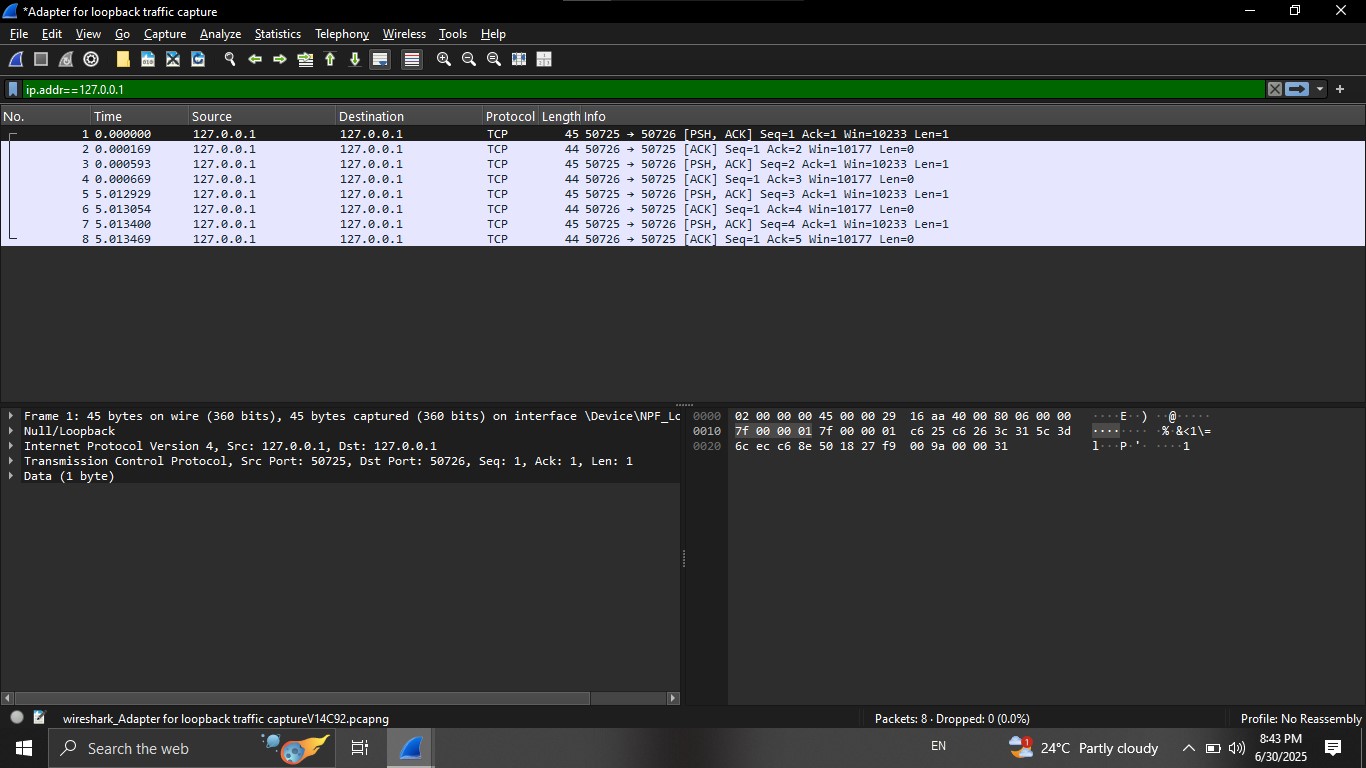 *Adapter for loopback traffic capture
File Edit View Go Capture Analyze Statistics Telephony Wireless Tools Help
ip.addr==127.0.0.1
No. Time Source Destination Protocol Length Info
1 0.000000 127.0.0.1 127.0.0.1 TCP 45 50725 → 50726 [PSH, ACK] Seq=1 Ack=1 Win=10233 Len=1
2 0.000169 127.0.0.1 127.0.0.1 TCP 44 50726 → 50725 [ACK] Seq=1 Ack=2 Win=10177 Len=0
3 0.000593 127.0.0.1 127.0.0.1 TCP 45 50725 → 50726 [PSH, ACK] Seq=2 Ack=1 Win=10233 Len=1
4 0.000669 127.0.0.1 127.0.0.1 TCP 44 50726 → 50725 [ACK] Seq=1 Ack=3 Win=10177 Len=0
5 5.012929 127.0.0.1 127.0.0.1 TCP 45 50725 → 50726 [PSH, ACK] Seq=3 Ack=1 Win=10233 Len=1
6 5.013054 127.0.0.1 127.0.0.1 TCP 44 50726 → 50725 [ACK] Seq=1 Ack=4 Win=10177 Len=0
7 5.013400 127.0.0.1 127.0.0.1 TCP 45 50725 → 50726 [PSH, ACK] Seq=4 Ack=1 Win=10233 Len=1
8 5.013469 127.0.0.1 127.0.0.1 TCP 44 50726 → 50725 [ACK] Seq=1 Ack=5 Win=10177 Len=0
Frame 1: 45 bytes on wire (360 bits), 45 bytes captured (360 bits) on interface \Device\NPF_Lo
Null/Loopback
Internet Protocol Version 4, Src: 127.0.0.1, Dst: 127.0.0.1
Transmission Control Protocol, Src Port: 50725, Dst Port: 50726, Seq: 1, Ack: 1, Len: 1
Data (1 byte)
0000 02 00 00 00 45 00 00 29 16 aa 40 00 80 06 00 00 ····E··) ··@·····
0010 7f 00 00 01 7f 00 00 01 c6 25 c6 26 3c 31 5c 3d ········ ·%·&<1\=
0020 6c ec c6 8e 50 18 27 f9 00 9a 00 00 31 l···P·'· ····1
wireshark_Adapter for loopback traffic captureV14C92.pcapng
Packets: 8 · Dropped: 0 (0.0%)
Profile: No Reassembly
Search the web
EN
1
24°C Partly cloudy
8:43 PM
6/30/2025